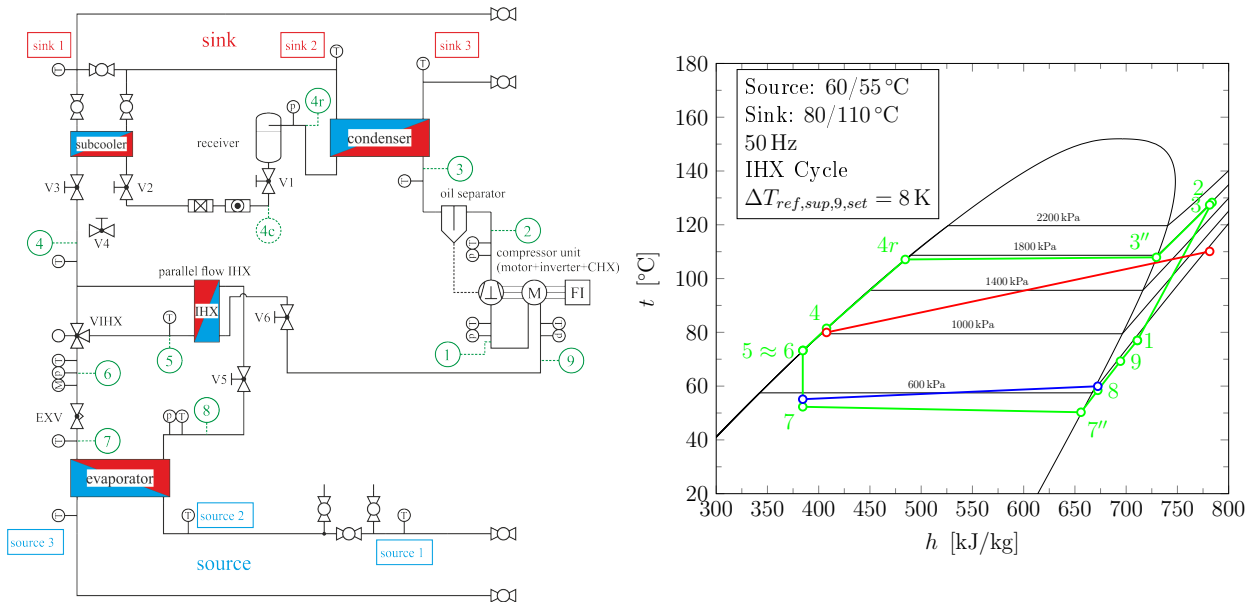 sink 1
sink
sink 2
sink 3
T
T
T
p
4r
receiver
subcooler
condenser
3
T
V3
V2
V1
oil separator
4c
2
4
V4
T
p
T
compressor unit
(motor+inverter+CHX)
parallel flow IHX
M
FI
IHX
V6
VIHX
T
T
p
T
p
1
9
5
T
p
M
6
V5
8
EXV
p
T
T
7
evaporator
source 2
T
T
T
source 3
source 1
source
180
160
140
120
100
80
60
40
20
t [°C]
Source: 60/55 °C
Sink: 80/110 °C
50 Hz
IHX Cycle
ΔT_{ref,sup,9,set} = 8 K
2200 kPa
1800 kPa
1400 kPa
1000 kPa
600 kPa
2
3
4r
3″
4
1
5 ≈ 6
9
8
7
7″
300 350 400 450 500 550 600 650 700 750 800
h [kJ/kg]